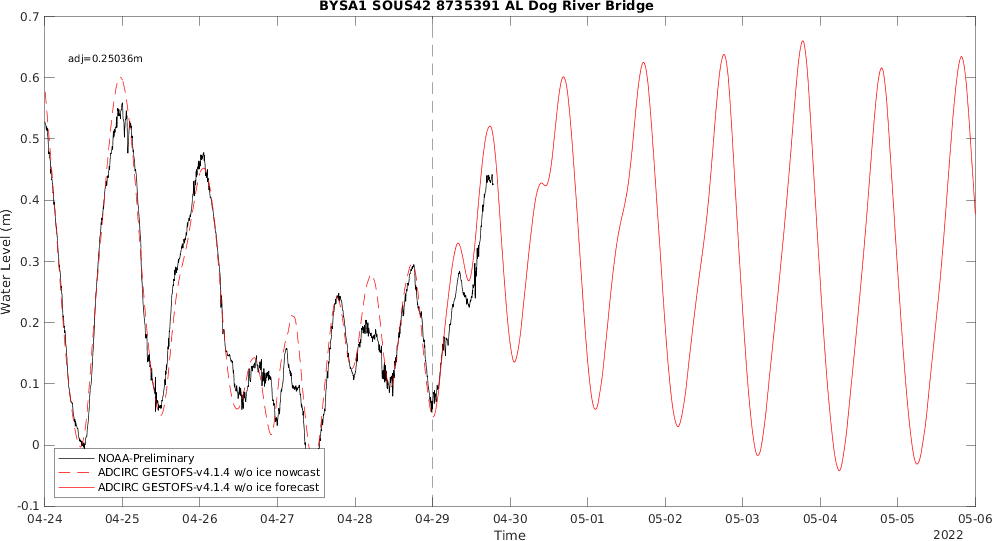 BYSA1 SOUS42 8735391 AL Dog River Bridge
0.7
adj=0.25036m
0.6
0.5
0.4
0.3
0.2
0.1
0
-0.1
Water Level (m)
NOAA-Preliminary
ADCIRC GESTOFS-v4.1.4 w/o ice nowcast
ADCIRC GESTOFS-v4.1.4 w/o ice forecast
04-24 04-25 04-26 04-27 04-28 04-29 04-30 05-01 05-02 05-03 05-04 05-05 05-06
Time
2022